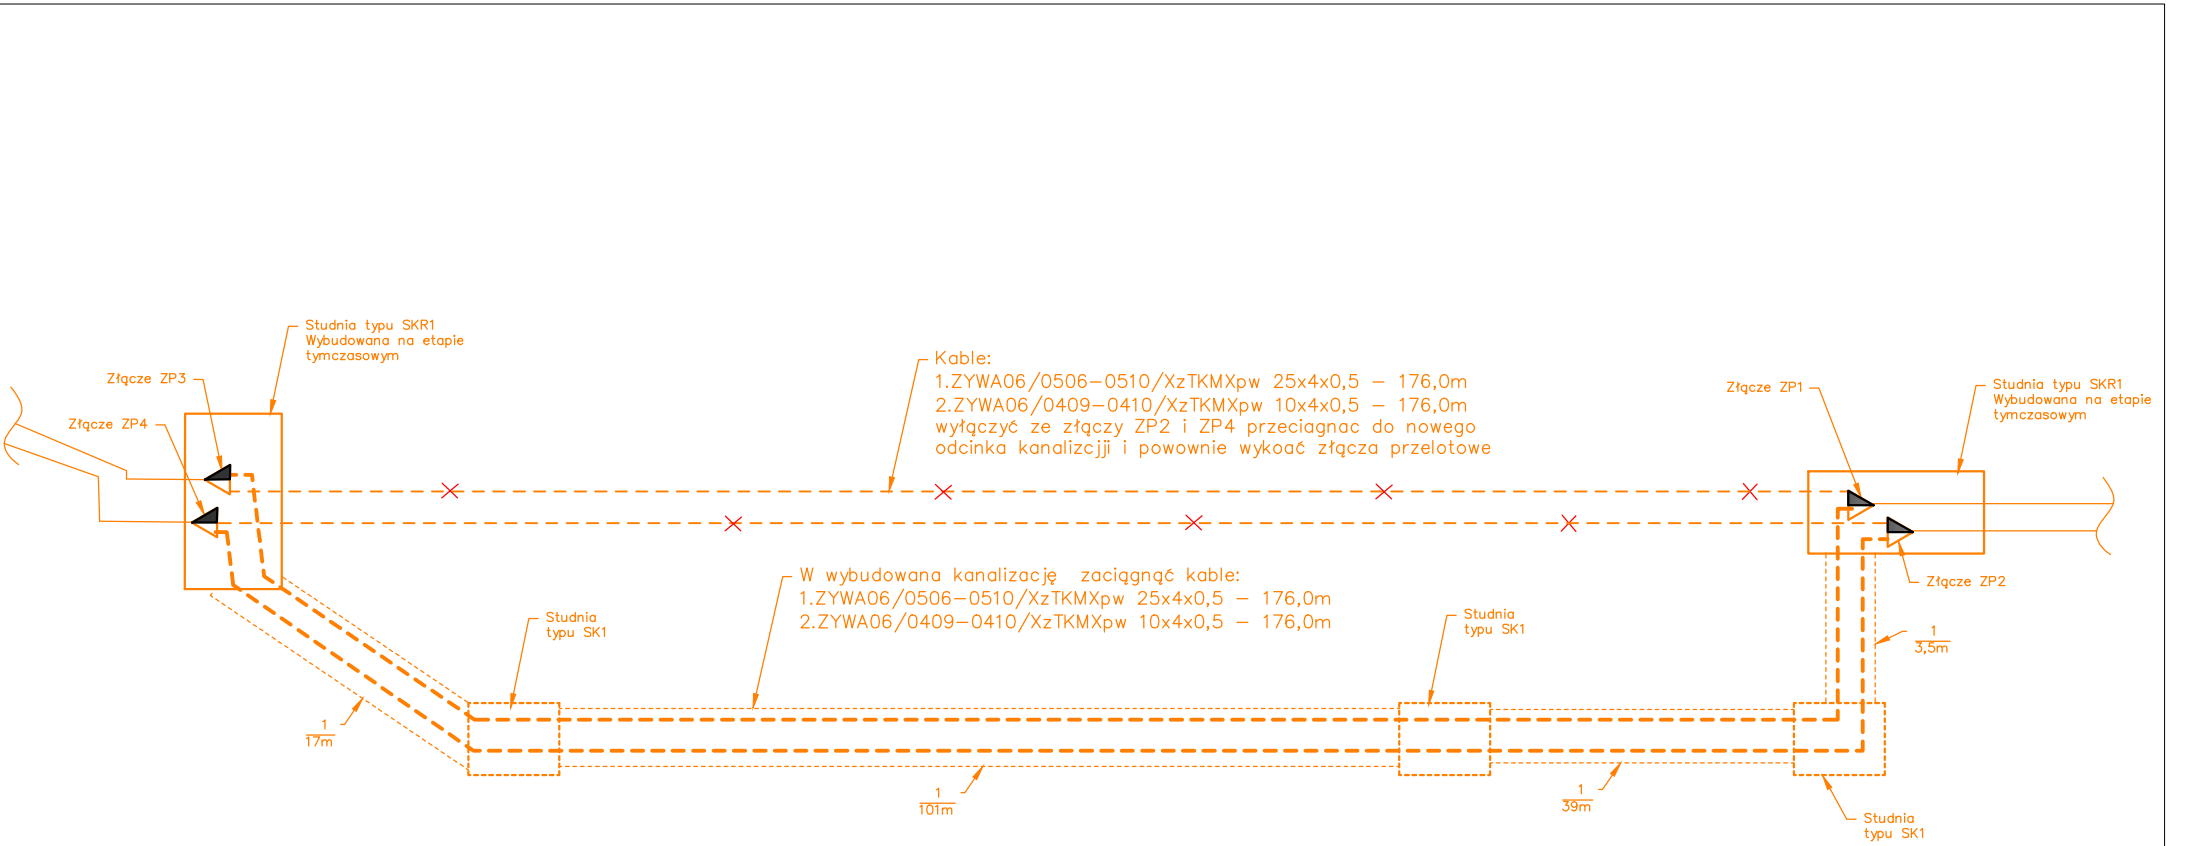 Studnia typu SKR1
Wybudowana na etapie
tymczasowym
Złącze ZP3
Złącze ZP4
Kable:
1.ZYWA06/0506-0510/XzTKMXpw 25x4x0,5 - 176,0m
2.ZYWA06/0409-0410/XzTKMXpw 10x4x0,5 - 176,0m
wyłączyć ze złączy ZP2 i ZP4 przeciagnac do nowego
odcinka kanalizcjji i powownie wykoać złącza przelotowe
Złącze ZP1
Studnia typu SKR1
Wybudowana na etapie
tymczasowym
W wybudowana kanalizację zaciągnąć kable:
1.ZYWA06/0506-0510/XzTKMXpw 25x4x0,5 - 176,0m
2.ZYWA06/0409-0410/XzTKMXpw 10x4x0,5 - 176,0m
Złącze ZP2
Studnia
typu SK1
Studnia
typu SK1
1
3,5m
1
17m
1
101m
1
39m
Studnia
typu SK1